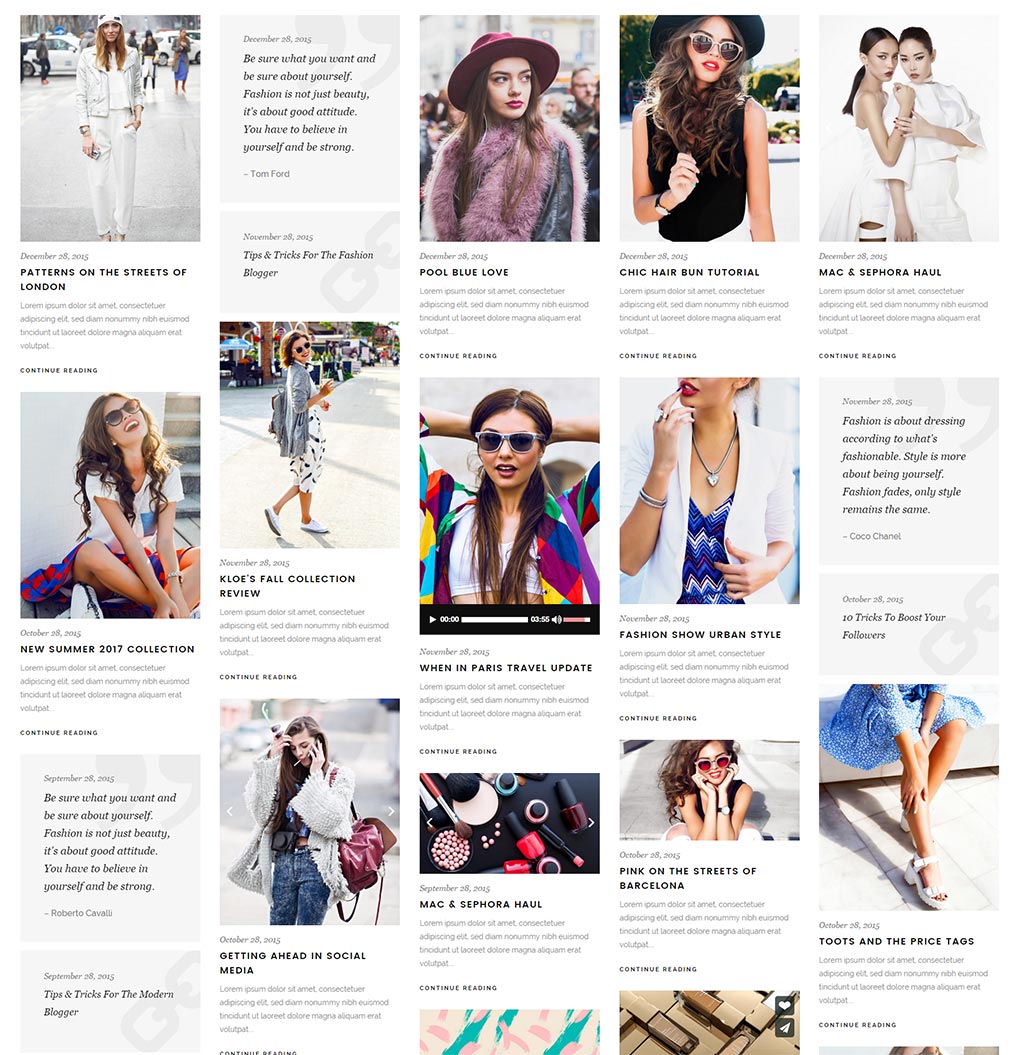 December 28, 2015
PATTERNS ON THE STREETS OF
LONDON
Lorem ipsum dolor sit amet, consectetuer
adipiscing elit, sed diam nonummy nibh euismod
tincidunt ut laoreet dolore magna aliquam erat
volutpat...
CONTINUE READING
October 28, 2015
NEW SUMMER 2017 COLLECTION
Lorem ipsum dolor sit amet, consectetuer
adipiscing elit, sed diam nonummy nibh euismod
tincidunt ut laoreet dolore magna aliquam erat
volutpat...
CONTINUE READING
September 28, 2015
Be sure what you want and
be sure about yourself.
Fashion is not just beauty,
it's about good attitude.
You have to believe in
yourself and be strong.
– Roberto Cavalli
September 28, 2015
Tips & Tricks For The Modern
Blogger
December 28, 2015
Be sure what you want and
be sure about yourself.
Fashion is not just beauty,
it's about good attitude.
You have to believe in
yourself and be strong.
– Tom Ford
November 28, 2015
Tips & Tricks For The Fashion
Blogger
November 28, 2015
KLOE'S FALL COLLECTION
REVIEW
Lorem ipsum dolor sit amet, consectetuer
adipiscing elit, sed diam nonummy nibh euismod
tincidunt ut laoreet dolore magna aliquam erat
volutpat...
CONTINUE READING
October 28, 2015
GETTING AHEAD IN SOCIAL
MEDIA
Lorem ipsum dolor sit amet, consectetuer
adipiscing elit, sed diam nonummy nibh euismod
tincidunt ut laoreet dolore magna aliquam erat
volutpat...
CONTINUE READING
December 28, 2015
POOL BLUE LOVE
Lorem ipsum dolor sit amet, consectetuer
adipiscing elit, sed diam nonummy nibh euismod
tincidunt ut laoreet dolore magna aliquam erat
volutpat...
CONTINUE READING
00:00 03:55
November 28, 2015
WHEN IN PARIS TRAVEL UPDATE
Lorem ipsum dolor sit amet, consectetuer
adipiscing elit, sed diam nonummy nibh euismod
tincidunt ut laoreet dolore magna aliquam erat
volutpat...
CONTINUE READING
September 28, 2015
MAC & SEPHORA HAUL
Lorem ipsum dolor sit amet, consectetuer
adipiscing elit, sed diam nonummy nibh euismod
tincidunt ut laoreet dolore magna aliquam erat
volutpat...
CONTINUE READING
December 28, 2015
CHIC HAIR BUN TUTORIAL
Lorem ipsum dolor sit amet, consectetuer
adipiscing elit, sed diam nonummy nibh euismod
tincidunt ut laoreet dolore magna aliquam erat
volutpat...
CONTINUE READING
November 28, 2015
FASHION SHOW URBAN STYLE
Lorem ipsum dolor sit amet, consectetuer
adipiscing elit, sed diam nonummy nibh euismod
tincidunt ut laoreet dolore magna aliquam erat
volutpat...
CONTINUE READING
October 28, 2015
PINK ON THE STREETS OF
BARCELONA
Lorem ipsum dolor sit amet, consectetuer
adipiscing elit, sed diam nonummy nibh euismod
tincidunt ut laoreet dolore magna aliquam erat
volutpat...
CONTINUE READING
December 28, 2015
MAC & SEPHORA HAUL
Lorem ipsum dolor sit amet, consectetuer
adipiscing elit, sed diam nonummy nibh euismod
tincidunt ut laoreet dolore magna aliquam erat
volutpat...
CONTINUE READING
November 28, 2015
Fashion is about dressing
according to what's
fashionable. Style is more
about being yourself.
Fashion fades, only style
remains the same.
– Coco Chanel
October 28, 2015
10 Tricks To Boost Your
Followers
October 28, 2015
TOOTS AND THE PRICE TAGS
Lorem ipsum dolor sit amet, consectetuer
adipiscing elit, sed diam nonummy nibh euismod
tincidunt ut laoreet dolore magna aliquam erat
volutpat...
CONTINUE READING